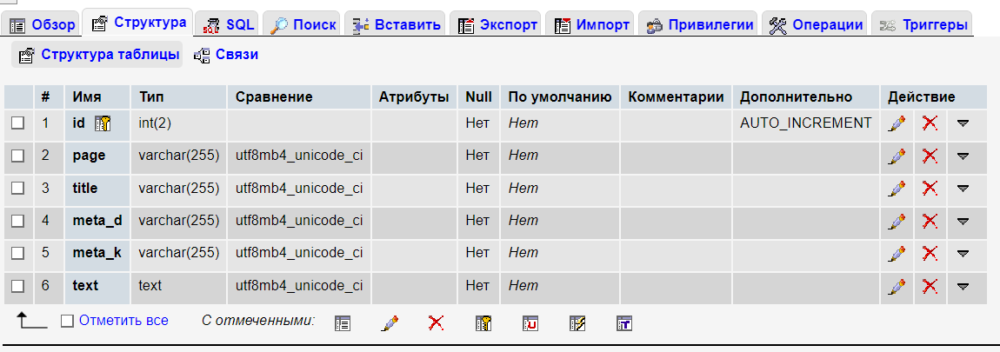 Обзор Структура SQL Поиск Вставить Экспорт Импорт Привилегии Операции Триггеры
Структура таблицы Связи
# Имя Тип Сравнение Атрибуты Null По умолчанию Комментарии Дополнительно Действие
1 id int(2) Нет Нет AUTO_INCREMENT
2 page varchar(255) utf8mb4_unicode_ci Нет Нет
3 title varchar(255) utf8mb4_unicode_ci Нет Нет
4 meta_d varchar(255) utf8mb4_unicode_ci Нет Нет
5 meta_k varchar(255) utf8mb4_unicode_ci Нет Нет
6 text text utf8mb4_unicode_ci Нет Нет
Отметить все С отмеченными: